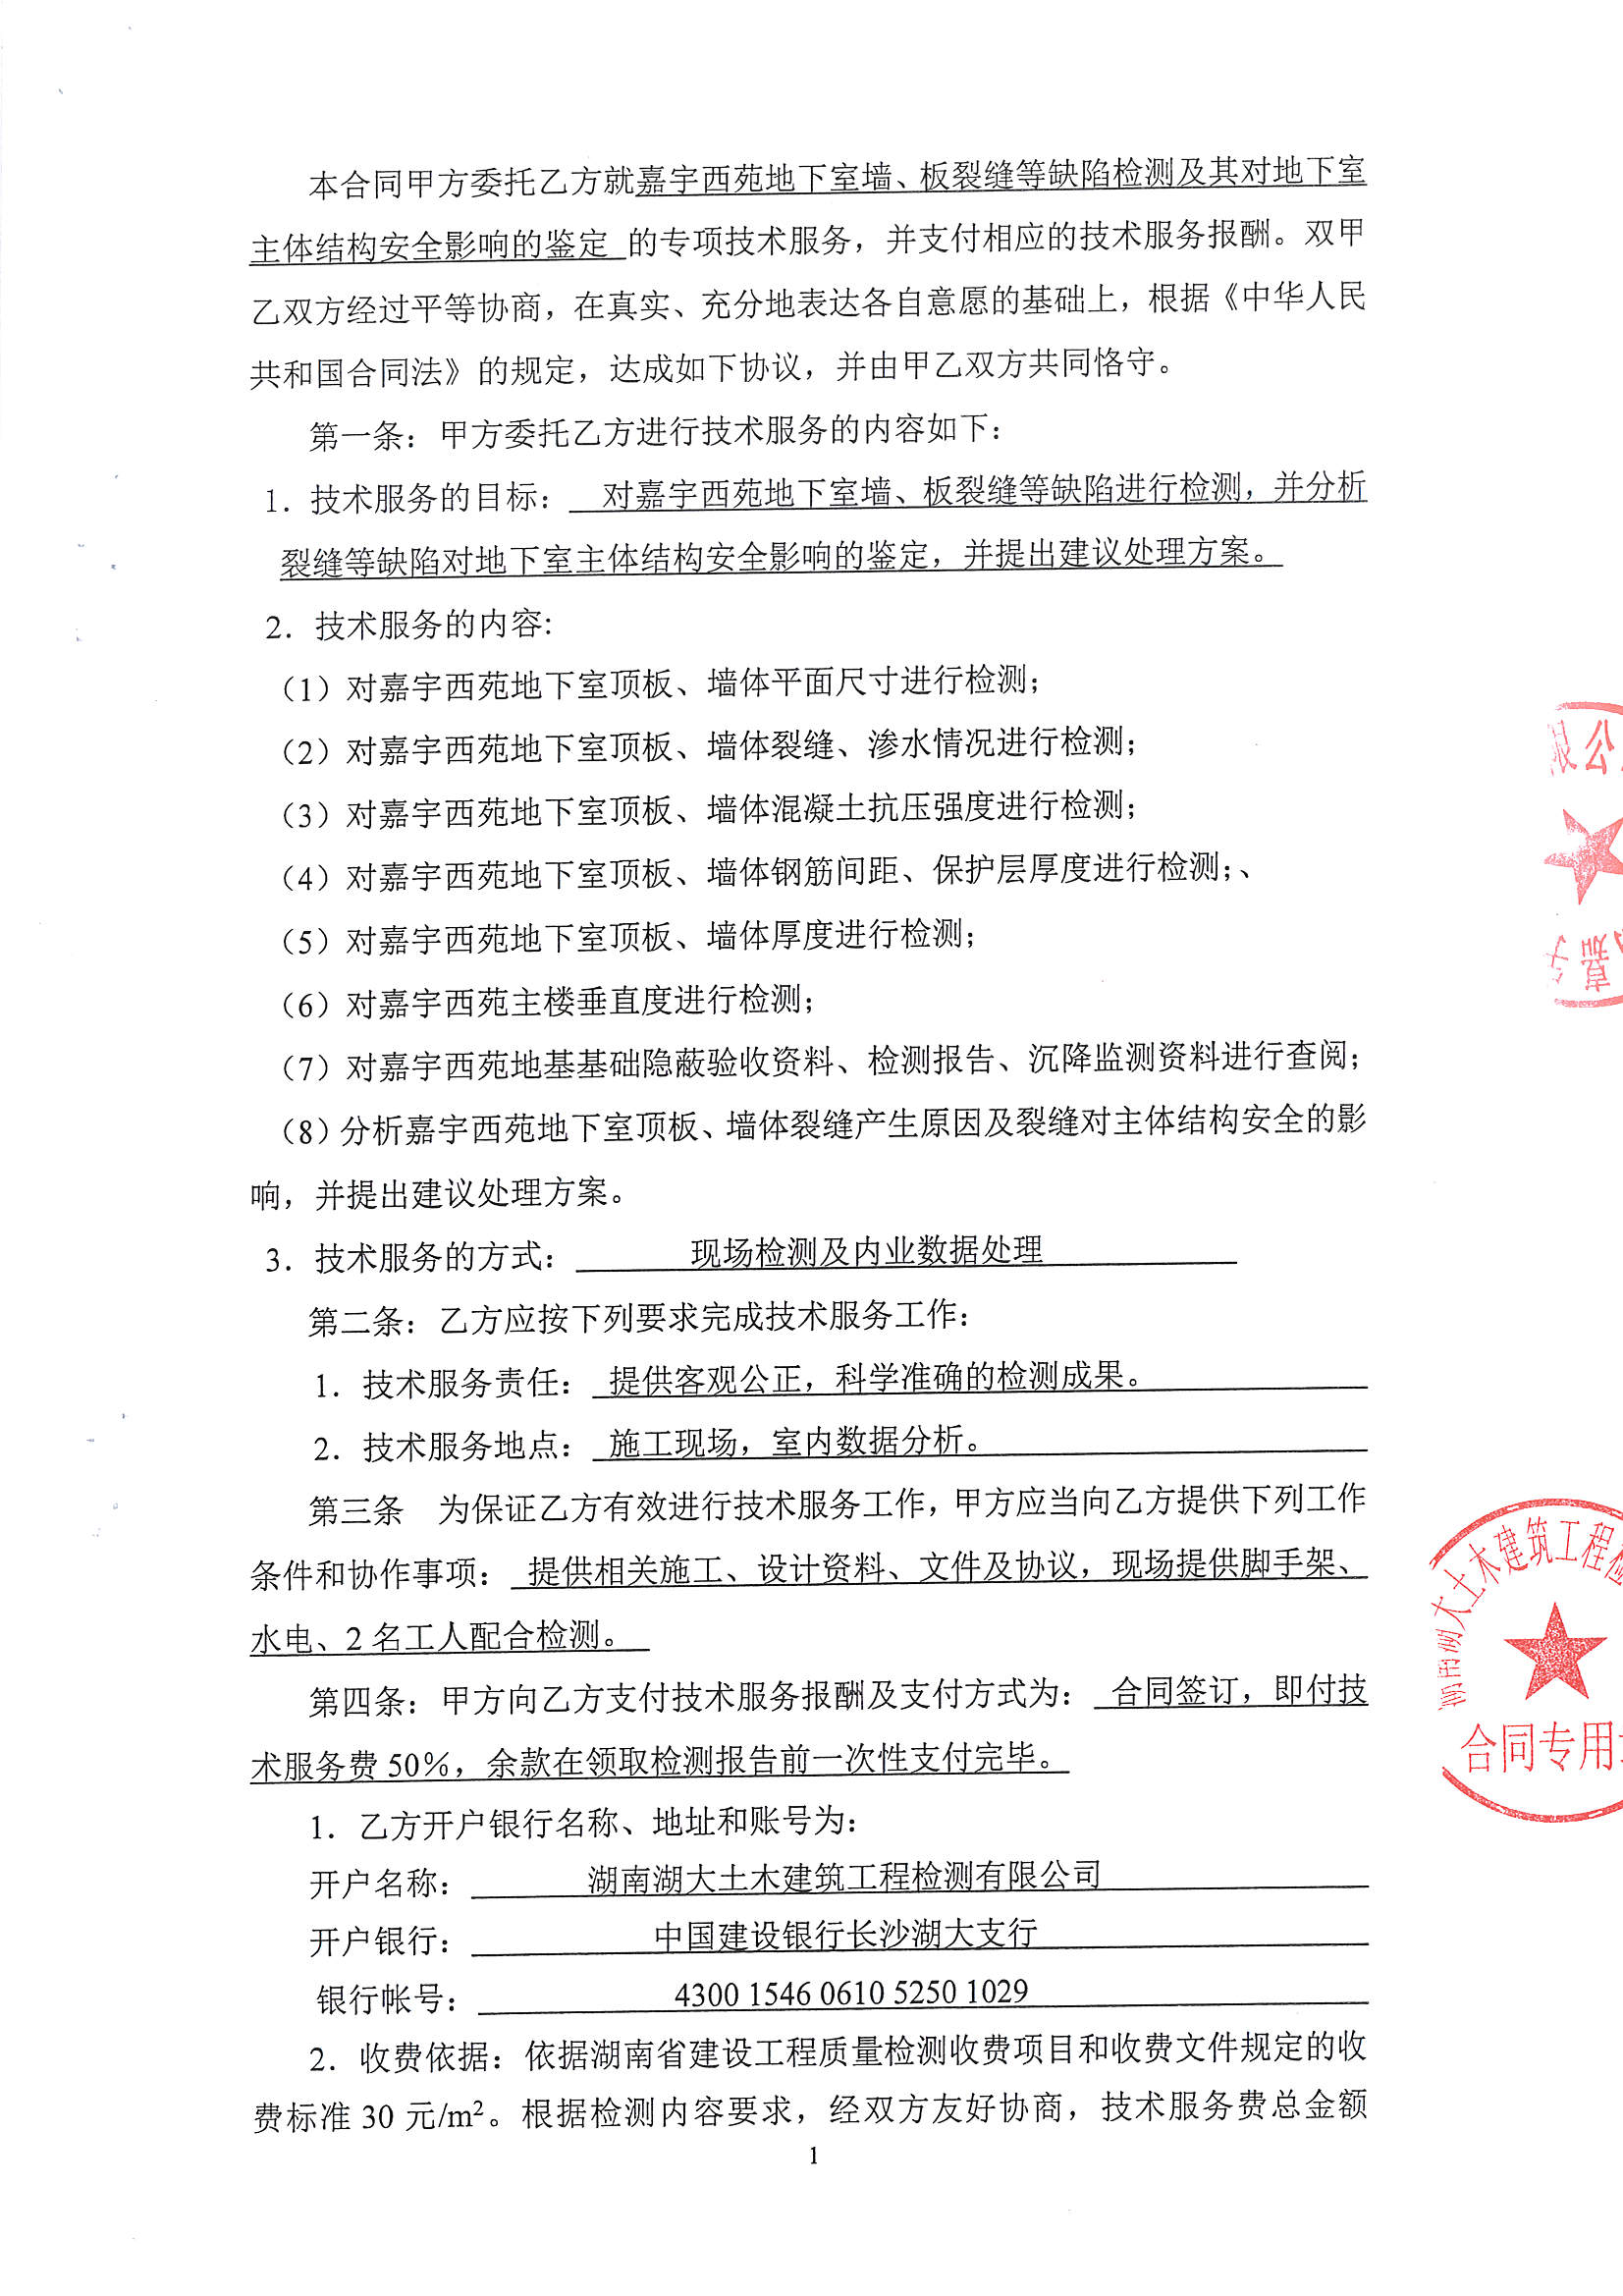 本合同甲方委托乙方就嘉宇西苑地下室墙、板裂缝等缺陷检测及其对地下室
主体结构安全影响的鉴定 的专项技术服务，并支付相应的技术服务报酬。双甲
乙双方经过平等协商，在真实、充分地表达各自意愿的基础上，根据《中华人民
共和国合同法》的规定，达成如下协议，并由甲乙双方共同恪守。
第一条：甲方委托乙方进行技术服务的内容如下：
1．技术服务的目标： 对嘉宇西苑地下室墙、板裂缝等缺陷进行检测，并分析
裂缝等缺陷对地下室主体结构安全影响的鉴定，并提出建议处理方案。
2．技术服务的内容:
（1）对嘉宇西苑地下室顶板、墙体平面尺寸进行检测；
（2）对嘉宇西苑地下室顶板、墙体裂缝、渗水情况进行检测；
（3）对嘉宇西苑地下室顶板、墙体混凝土抗压强度进行检测；
（4）对嘉宇西苑地下室顶板、墙体钢筋间距、保护层厚度进行检测；、
（5）对嘉宇西苑地下室顶板、墙体厚度进行检测；
（6）对嘉宇西苑主楼垂直度进行检测；
（7）对嘉宇西苑地基基础隐蔽验收资料、检测报告、沉降监测资料进行查阅；
（8）分析嘉宇西苑地下室顶板、墙体裂缝产生原因及裂缝对主体结构安全的影
响，并提出建议处理方案。
3．技术服务的方式： 现场检测及内业数据处理
第二条：乙方应按下列要求完成技术服务工作：
1．技术服务责任： 提供客观公正，科学准确的检测成果。
2．技术服务地点： 施工现场，室内数据分析。
第三条 为保证乙方有效进行技术服务工作，甲方应当向乙方提供下列工作
条件和协作事项： 提供相关施工、设计资料、文件及协议，现场提供脚手架、
水电、2 名工人配合检测。
第四条：甲方向乙方支付技术服务报酬及支付方式为： 合同签订，即付技
术服务费 50%，余款在领取检测报告前一次性支付完毕。
1．乙方开户银行名称、地址和账号为：
开户名称： 湖南湖大土木建筑工程检测有限公司
开户银行： 中国建设银行长沙湖大支行
银行帐号： 4300 1546 0610 5250 1029
2．收费依据：依据湖南省建设工程质量检测收费项目和收费文件规定的收
费标准 30 元/m²。根据检测内容要求，经双方友好协商，技术服务费总金额
1
限公
嘉
湖南湖大土木建筑工程检
合同专用